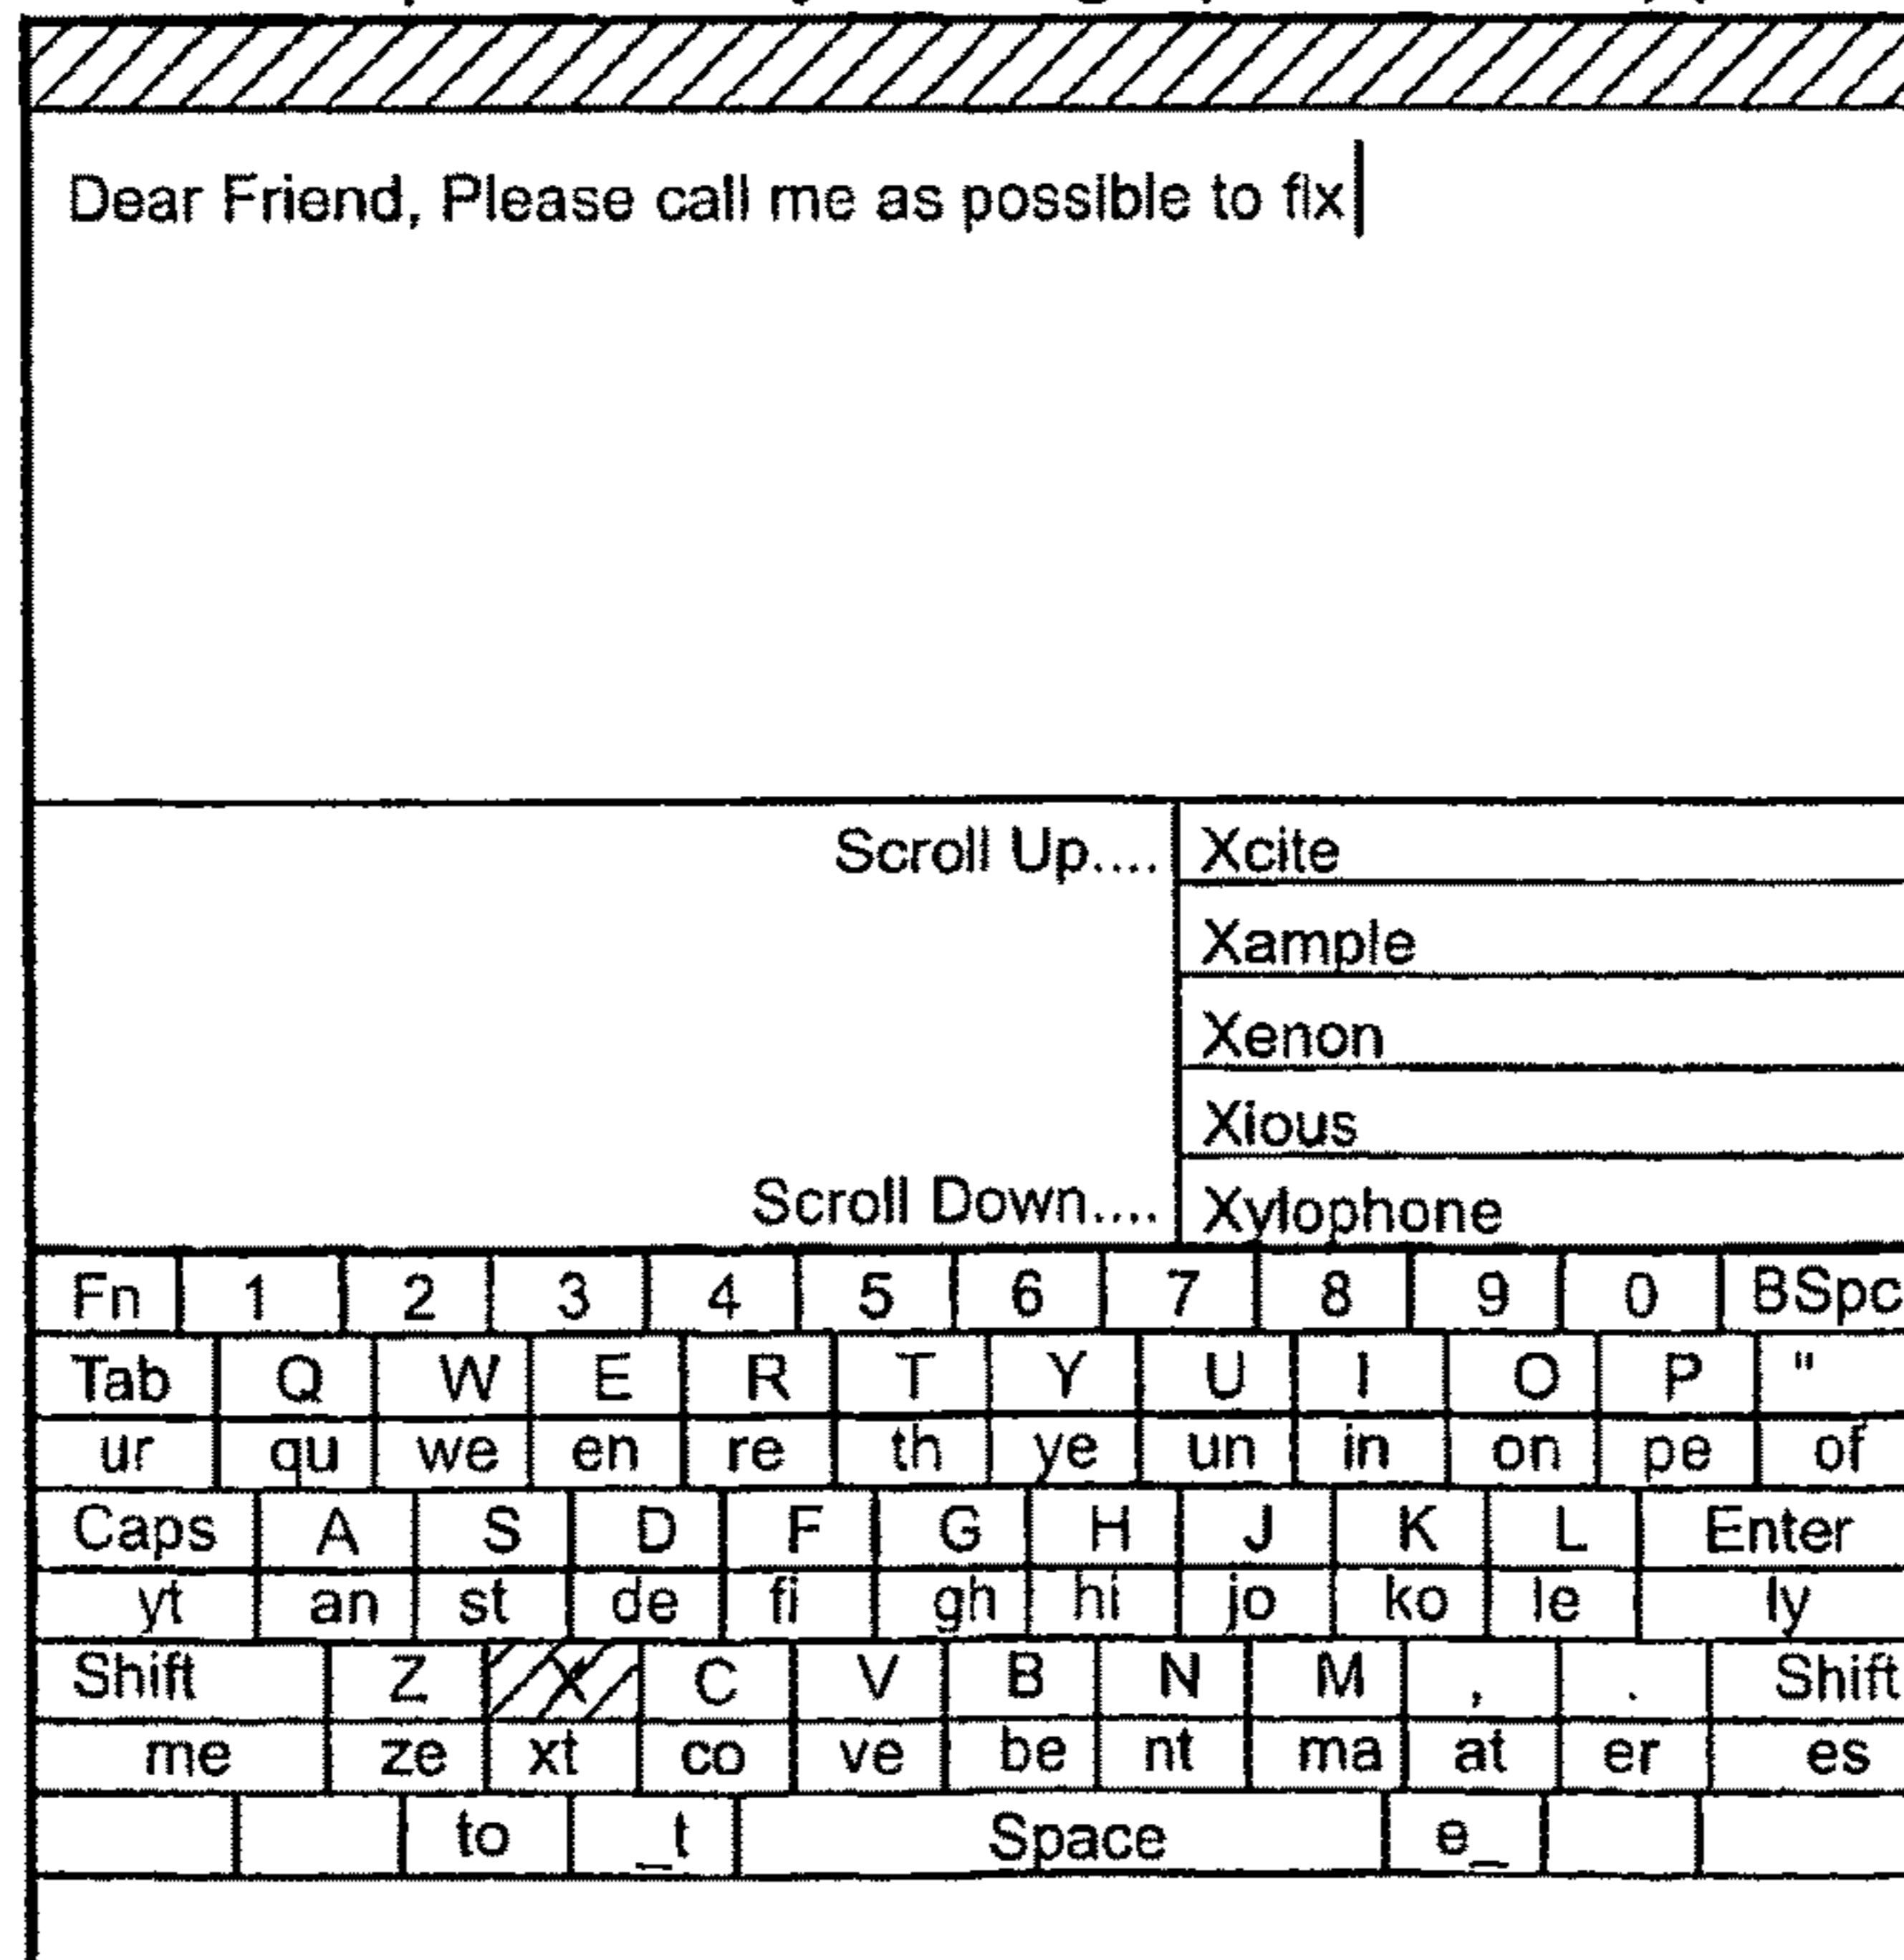 Dear Friend, Please call me as possible to fix
Scroll Up.... Xcite
Xample
Xenon
Xious
Scroll Down.... Xylophone
Fn 1 2 3 4 5 6 7 8 9 0 BSpc
Tab Q W E R T Y U I O P "
ur qu we en re th ye un in on pe of
Caps A S D F G H J K L Enter
yt an st de fi gh hi jo ko le ly
Shift Z X C V B N M , . Shift
me ze xt co ve be nt ma at er es
to _t Space e_